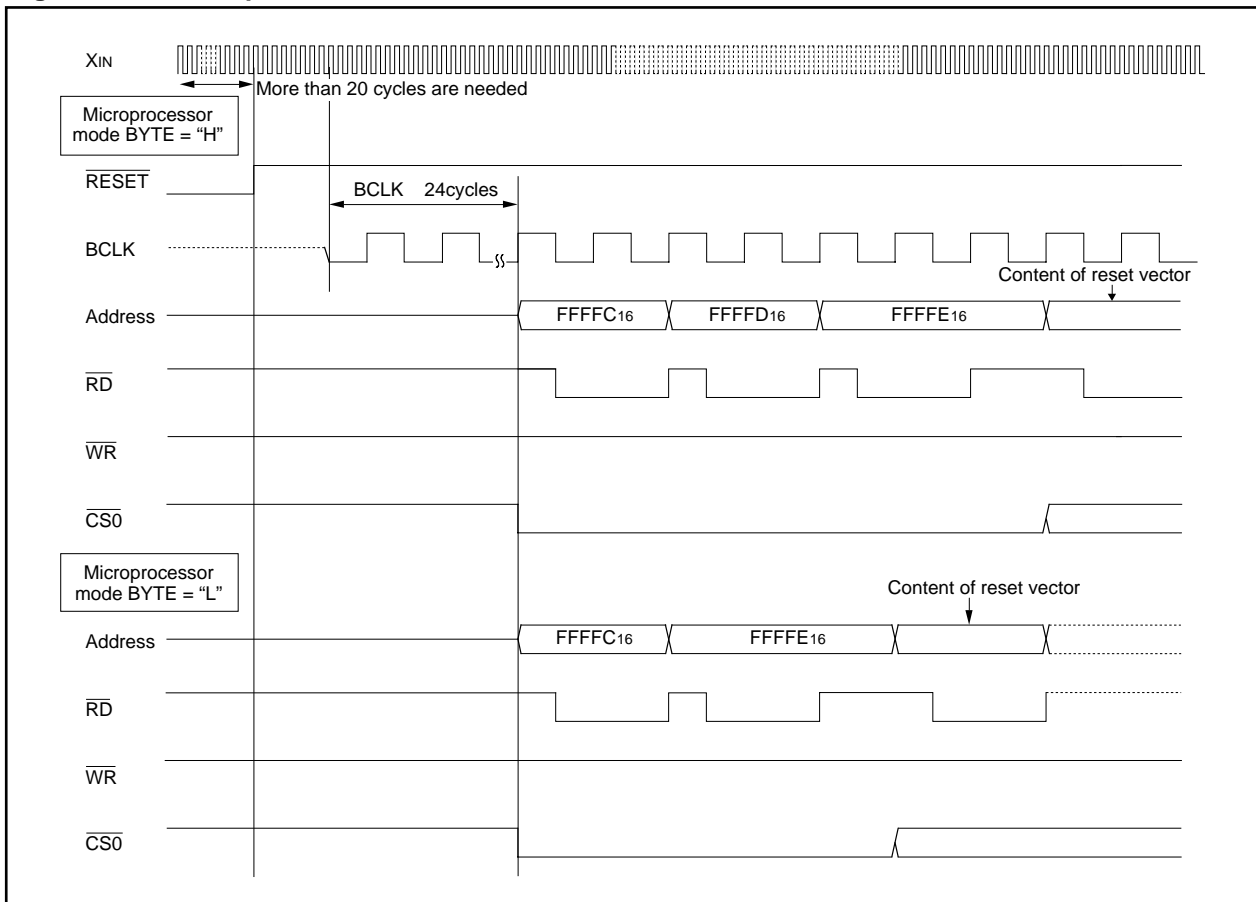 XIN
More than 20 cycles are needed
Microprocessor
mode BYTE = “H”
RESET
BCLK 24cycles
BCLK
Content of reset vector
Address
FFFFC16
FFFFD16
FFFFE16
RD
WR
CS0
Microprocessor
mode BYTE = “L”
Content of reset vector
Address
FFFFC16
FFFFE16
RD
WR
CS0